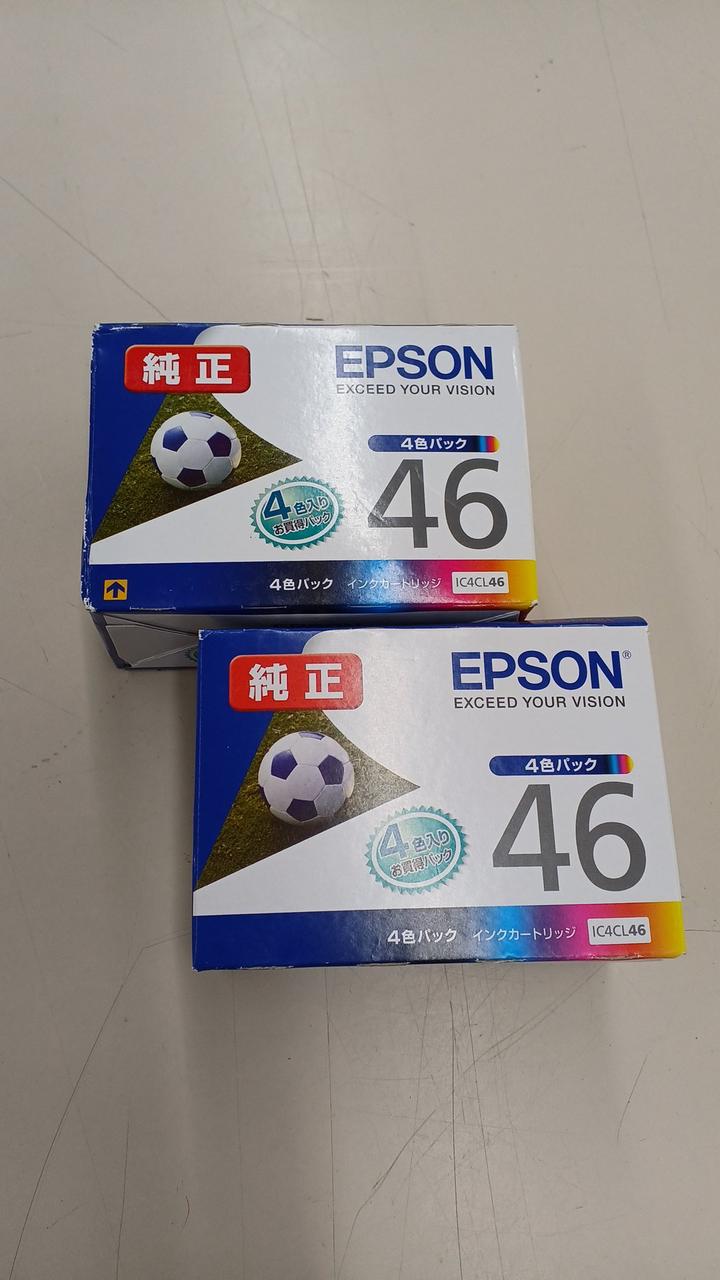 純正
EPSON
EXCEED YOUR VISION
4色パック
46
4色入り
お買得パック
4色パック インクカートリッジ IC4CL46
純正
EPSON®
EXCEED YOUR VISION
4色パック
46
4色入り
お買得パック
4色パック インクカートリッジ IC4CL46